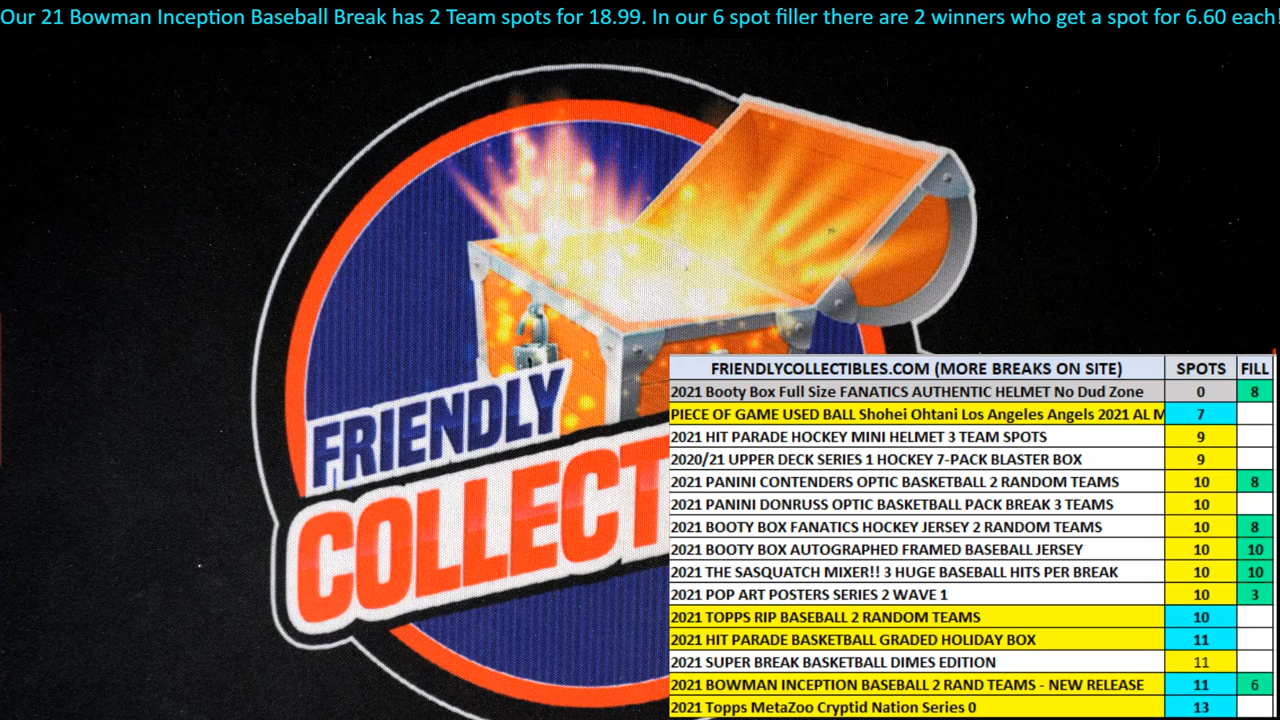 Our 21 Bowman Inception Baseball Break has 2 Team spots for 18.99. In our 6 spot filler there are 2 winners who get a spot for 6.60 each!
FRIENDLY
COLLECT
FRIENDLYCOLLECTIBLES.COM (MORE BREAKS ON SITE) SPOTS FILL
2021 Booty Box Full Size FANATICS AUTHENTIC HELMET No Dud Zone 0 8
PIECE OF GAME USED BALL Shohei Ohtani Los Angeles Angels 2021 AL M 7
2021 HIT PARADE HOCKEY MINI HELMET 3 TEAM SPOTS 9
2020/21 UPPER DECK SERIES 1 HOCKEY 7-PACK BLASTER BOX 9
2021 PANINI CONTENDERS OPTIC BASKETBALL 2 RANDOM TEAMS 10 8
2021 PANINI DONRUSS OPTIC BASKETBALL PACK BREAK 3 TEAMS 10
2021 BOOTY BOX FANATICS HOCKEY JERSEY 2 RANDOM TEAMS 10 8
2021 BOOTY BOX AUTOGRAPHED FRAMED BASEBALL JERSEY 10 10
2021 THE SASQUATCH MIXER!! 3 HUGE BASEBALL HITS PER BREAK 10 10
2021 POP ART POSTERS SERIES 2 WAVE 1 10 3
2021 TOPPS RIP BASEBALL 2 RANDOM TEAMS 10
2021 HIT PARADE BASKETBALL GRADED HOLIDAY BOX 11
2021 SUPER BREAK BASKETBALL DIMES EDITION 11
2021 BOWMAN INCEPTION BASEBALL 2 RAND TEAMS - NEW RELEASE 11 6
2021 Topps MetaZoo Cryptid Nation Series 0 13